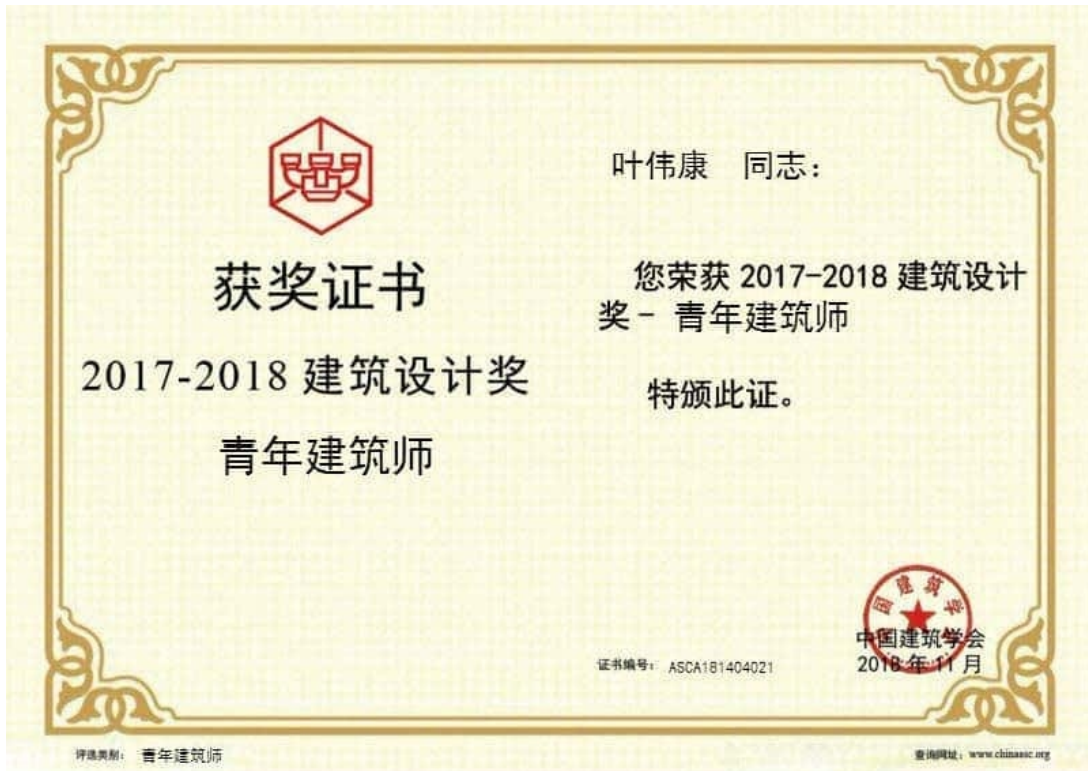 获奖证书
2017-2018 建筑设计奖
青年建筑师
叶伟康 同志：
您荣获 2017-2018 建筑设计
奖- 青年建筑师
特颁此证。
中国建筑学会
2018 年 11 月
证书编号： ASCA181404021
评选类别： 青年建筑师
查询网址：www.chinaasc.org